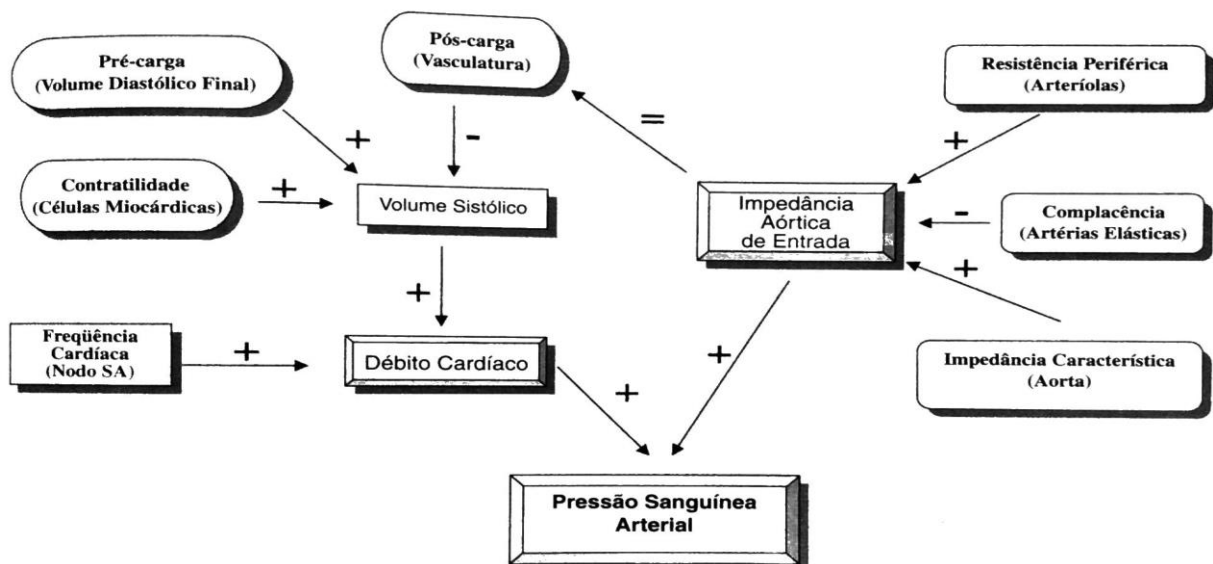 Pré-carga
(Volume Diastólico Final)
Pós-carga
(Vasculatura)
Resistência Periférica
(Arteríolas)
+
-
=
+
Contratilidade
(Células Miocárdicas)
+
Volume Sistólico
Impedância
Aórtica
de Entrada
-
Complacência
(Artérias Elásticas)
+
+
Freqüência
Cardíaca
(Nodo SA)
+
Débito Cardíaco
+
+
Impedância Característica
(Aorta)
Pressão Sanguínea
Arterial